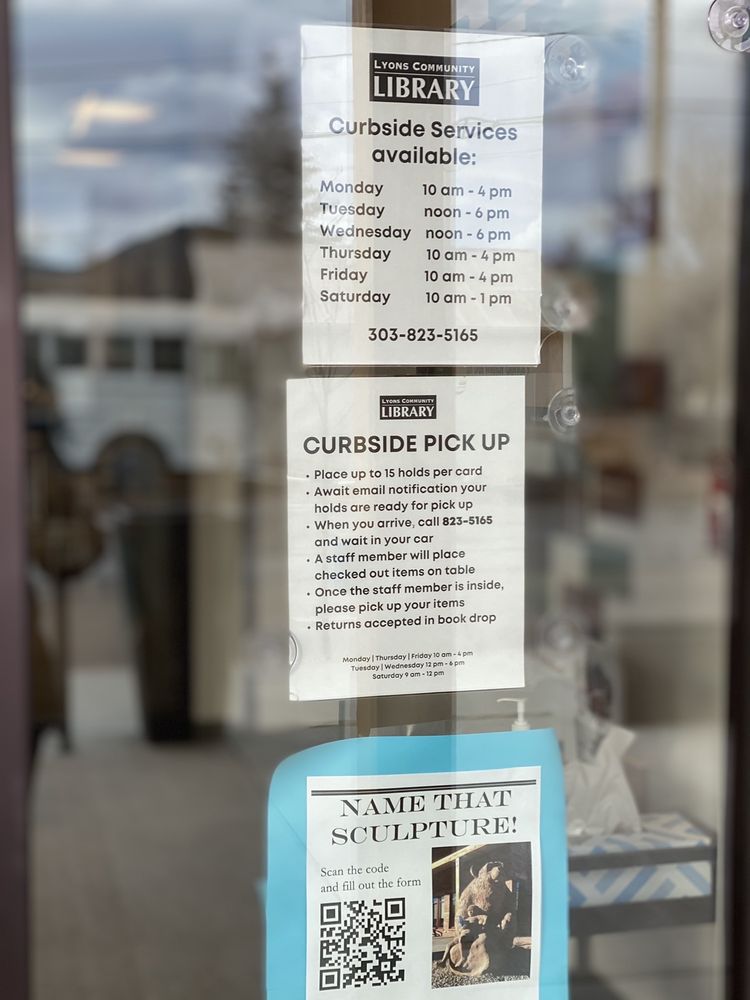 LYONS COMMUNITY
LIBRARY
Curbside Services
available:
Monday 10 am - 4 pm
Tuesday noon - 6 pm
Wednesday noon - 6 pm
Thursday 10 am - 4 pm
Friday 10 am - 4 pm
Saturday 10 am - 1 pm
303-823-5165
LYONS COMMUNITY
LIBRARY
CURBSIDE PICK UP
• Place up to 15 holds per card
• Await email notification your
holds are ready for pick up
• When you arrive, call 823-5165
and wait in your car
• A staff member will place
checked out items on table
• Once the staff member is inside,
please pick up your items
• Returns accepted in book drop
Monday | Thursday | Friday 10 am - 4 pm
Tuesday | Wednesday 12 pm - 6 pm
Saturday 9 am - 12 pm
NAME THAT
SCULPTURE!
Scan the code
and fill out the form